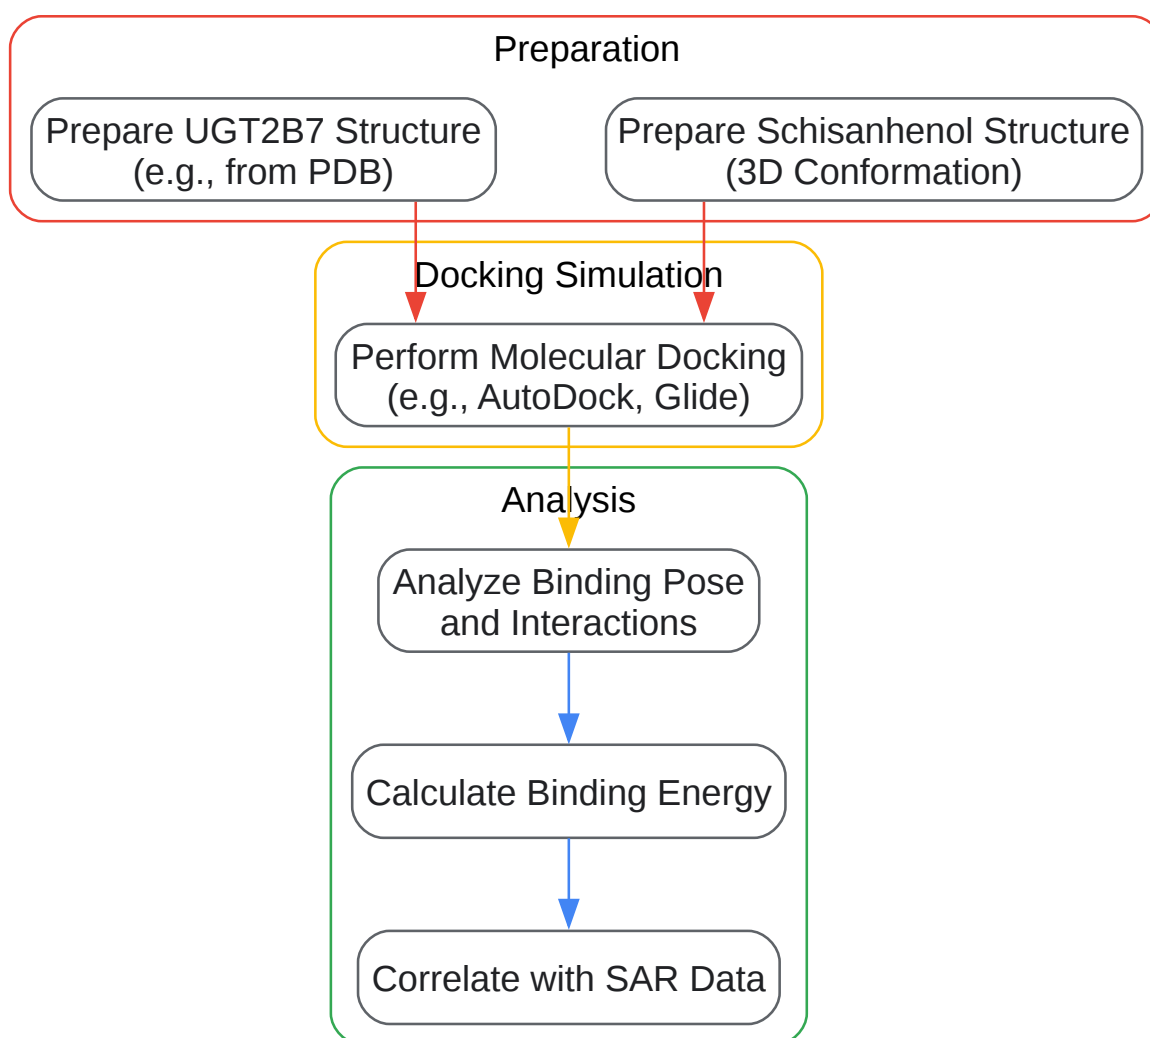 Preparation
Prepare UGT2B7 Structure
(e.g., from PDB)
Prepare Schisanhenol Structure
(3D Conformation)
Docking Simulation
Perform Molecular Docking
(e.g., AutoDock, Glide)
Analysis
Analyze Binding Pose
and Interactions
Calculate Binding Energy
Correlate with SAR Data